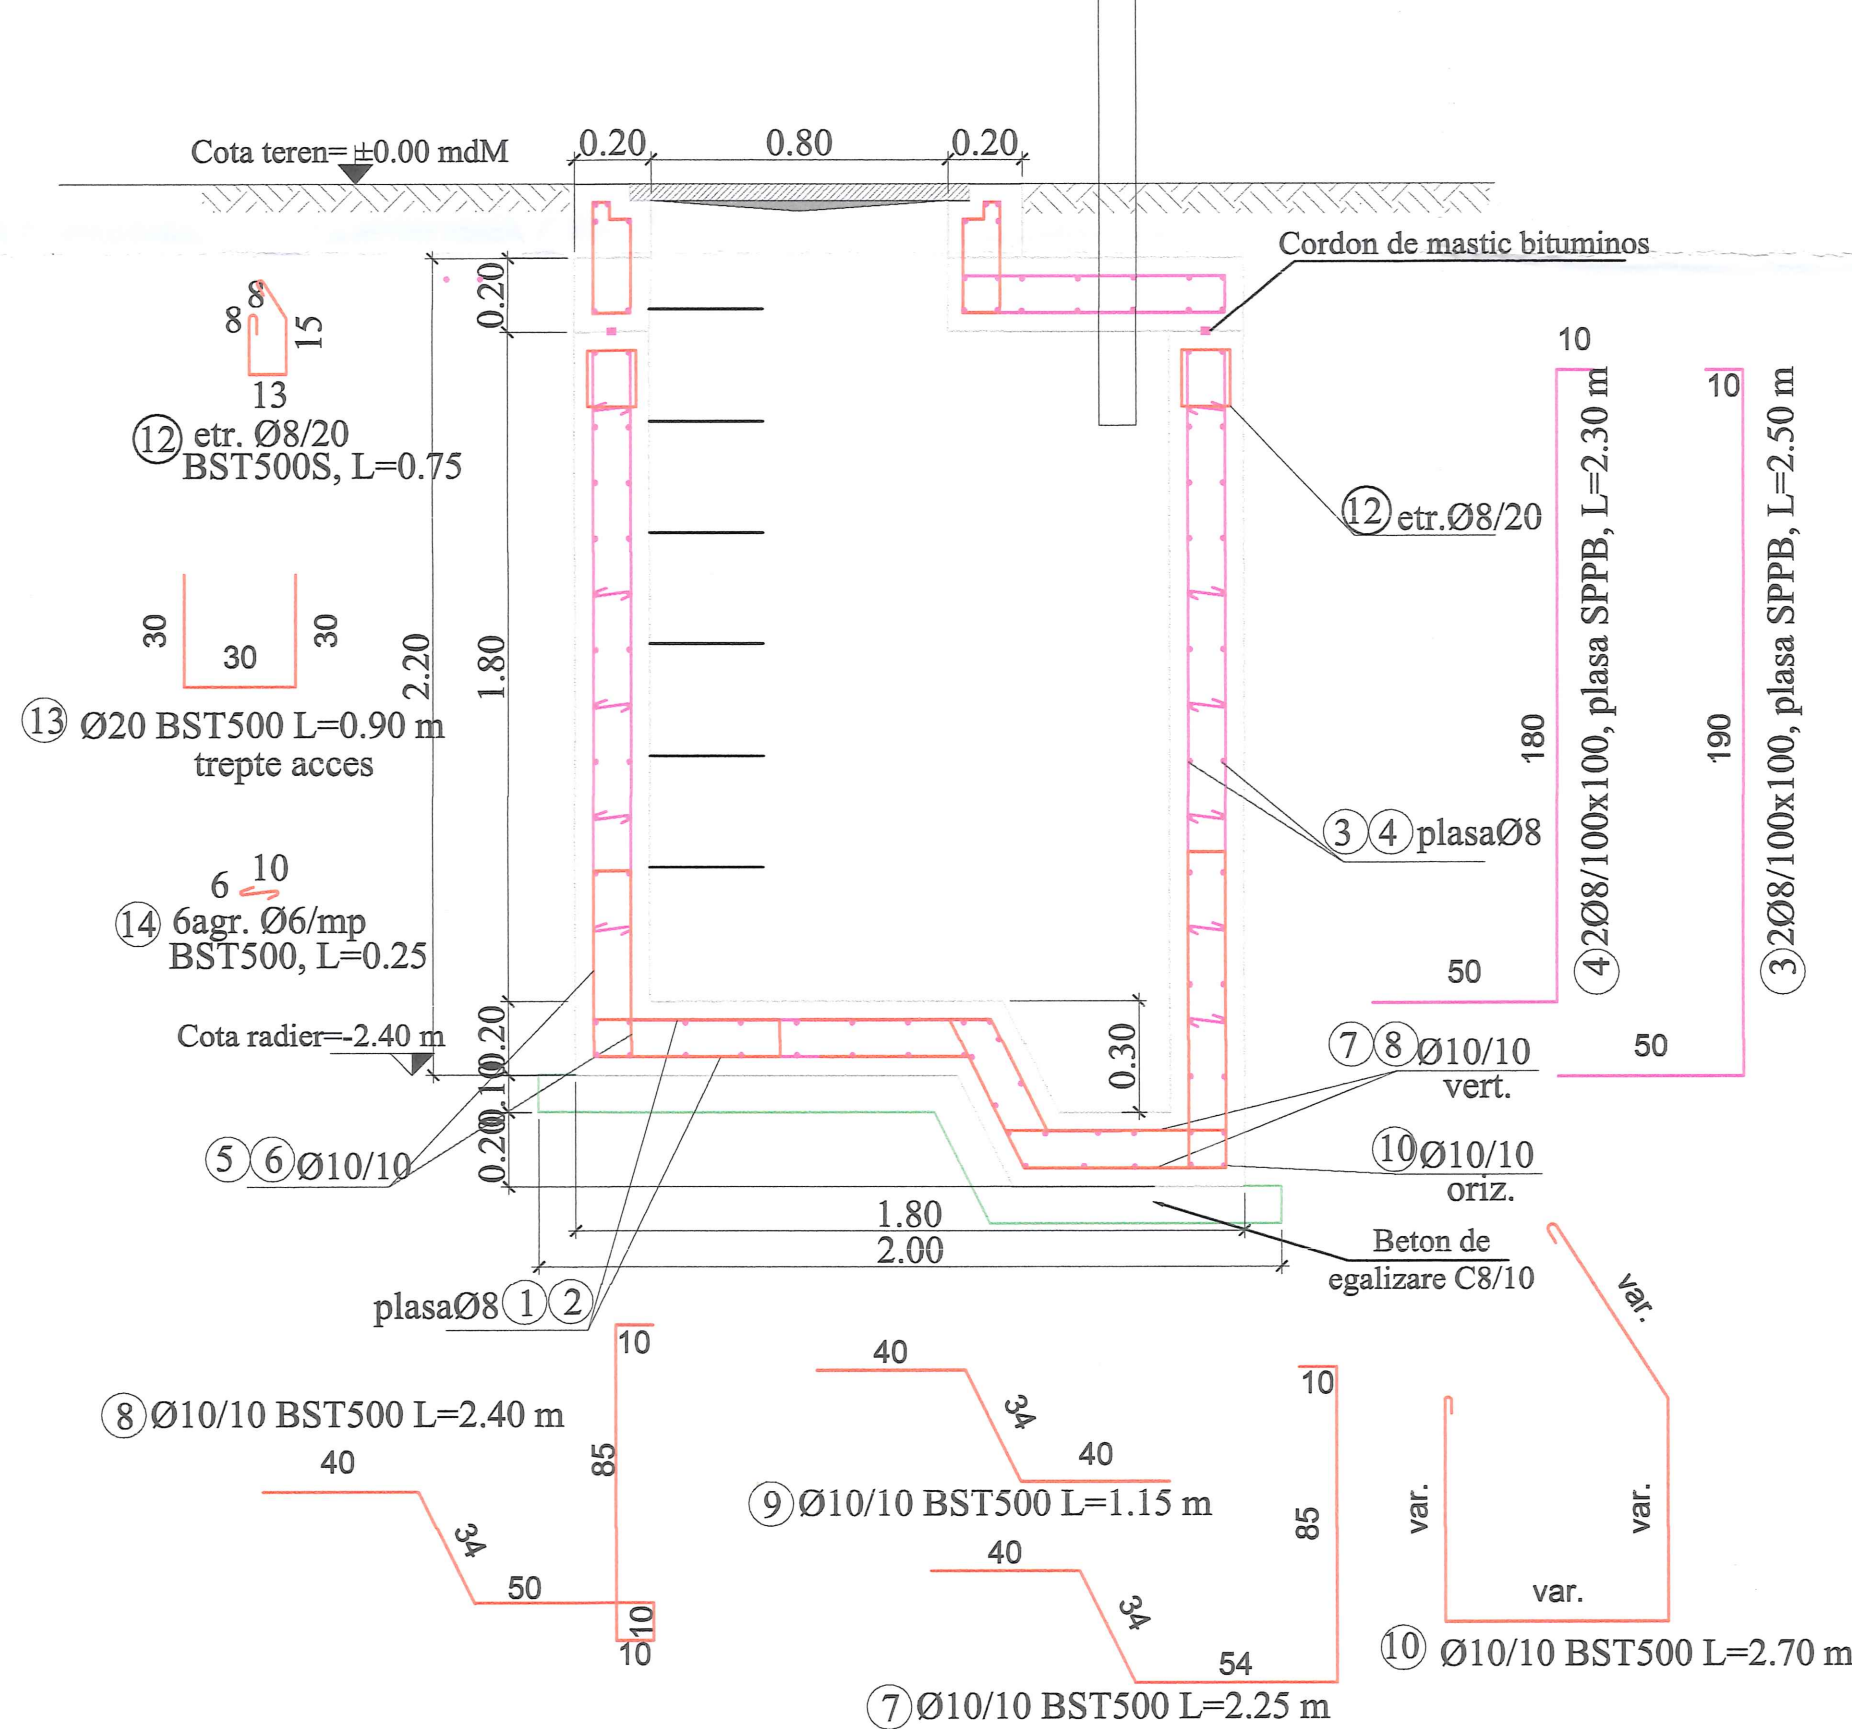 Cota teren= ±0.00 mdM
0.20
0.80
0.20
Cordon de mastic bituminos
0.20
8
8
15
13
12 etr. Ø8/20
BST500S, L=0.75
10
10
12 etr.Ø8/20
30
30
30
2.20
1.80
13 Ø20 BST500 L=0.90 m
trepte acces
180
4 2Ø8/100x100, plasa SPPB, L=2.30 m
190
3 2Ø8/100x100, plasa SPPB, L=2.50 m
3 4 plasaØ8
6 10
14 6agr. Ø6/mp
BST500, L=0.25
50
50
Cota radier=-2.40 m
0.20
0.10
0.20
0.30
7 8 Ø10/10
vert.
5 6 Ø10/10
10 Ø10/10
oriz.
1.80
2.00
Beton de
egalizare C8/10
plasaØ8 1 2
8 Ø10/10 BST500 L=2.40 m
40
34
50
85
10
10
10
40
34
40
9 Ø10/10 BST500 L=1.15 m
40
34
54
85
10
7 Ø10/10 BST500 L=2.25 m
var.
var.
var.
var.
10 Ø10/10 BST500 L=2.70 m